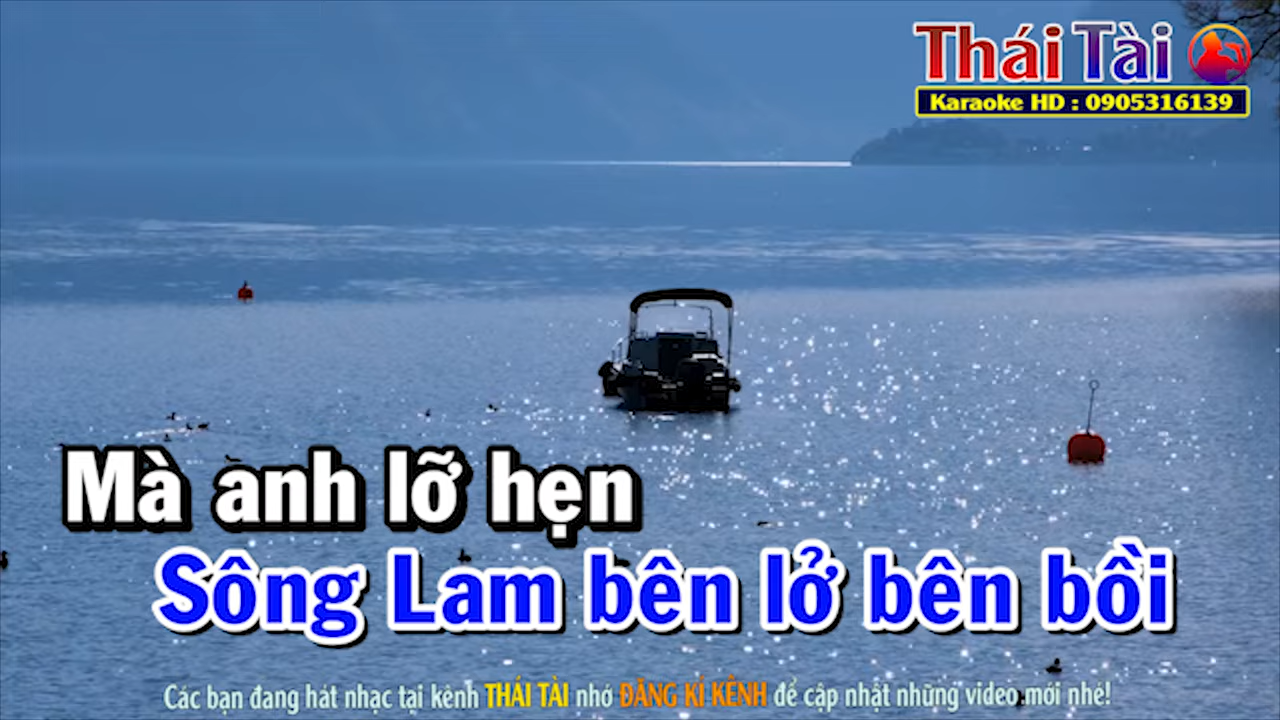 Thái Tài
Karaoke HD : 0905316139
Mà anh lỡ hẹn
Sông Lam bên lở bên bồi
Các bạn đang hát nhạc tại kênh THÁI TÀI nhớ ĐĂNG KÍ KÊNH để cập nhật những video mới nhé!